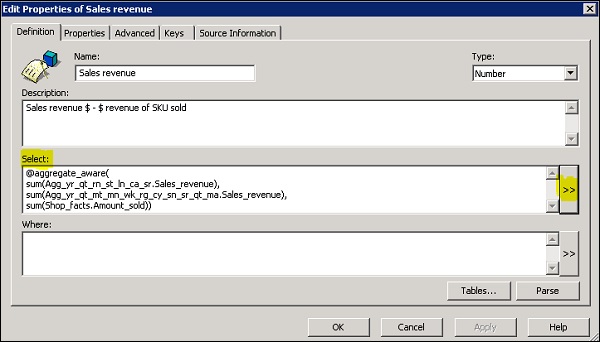 Edit Properties of Sales revenue
Definition Properties Advanced Keys Source Information
Name: Type:
Sales revenue Number
Description:
Sales revenue $ - $ revenue of SKU sold
Select:
@aggregate_aware(
sum(Agg_yr_qt_rn_st_ln_ca_sr.Sales_revenue),
sum(Agg_yr_qt_mt_mn_wk_rg_cy_sn_sr_qt_ma.Sales_revenue),
sum(Shop_facts.Amount_sold))
>>
Where:
>>
Tables... Parse
OK Cancel Apply Help